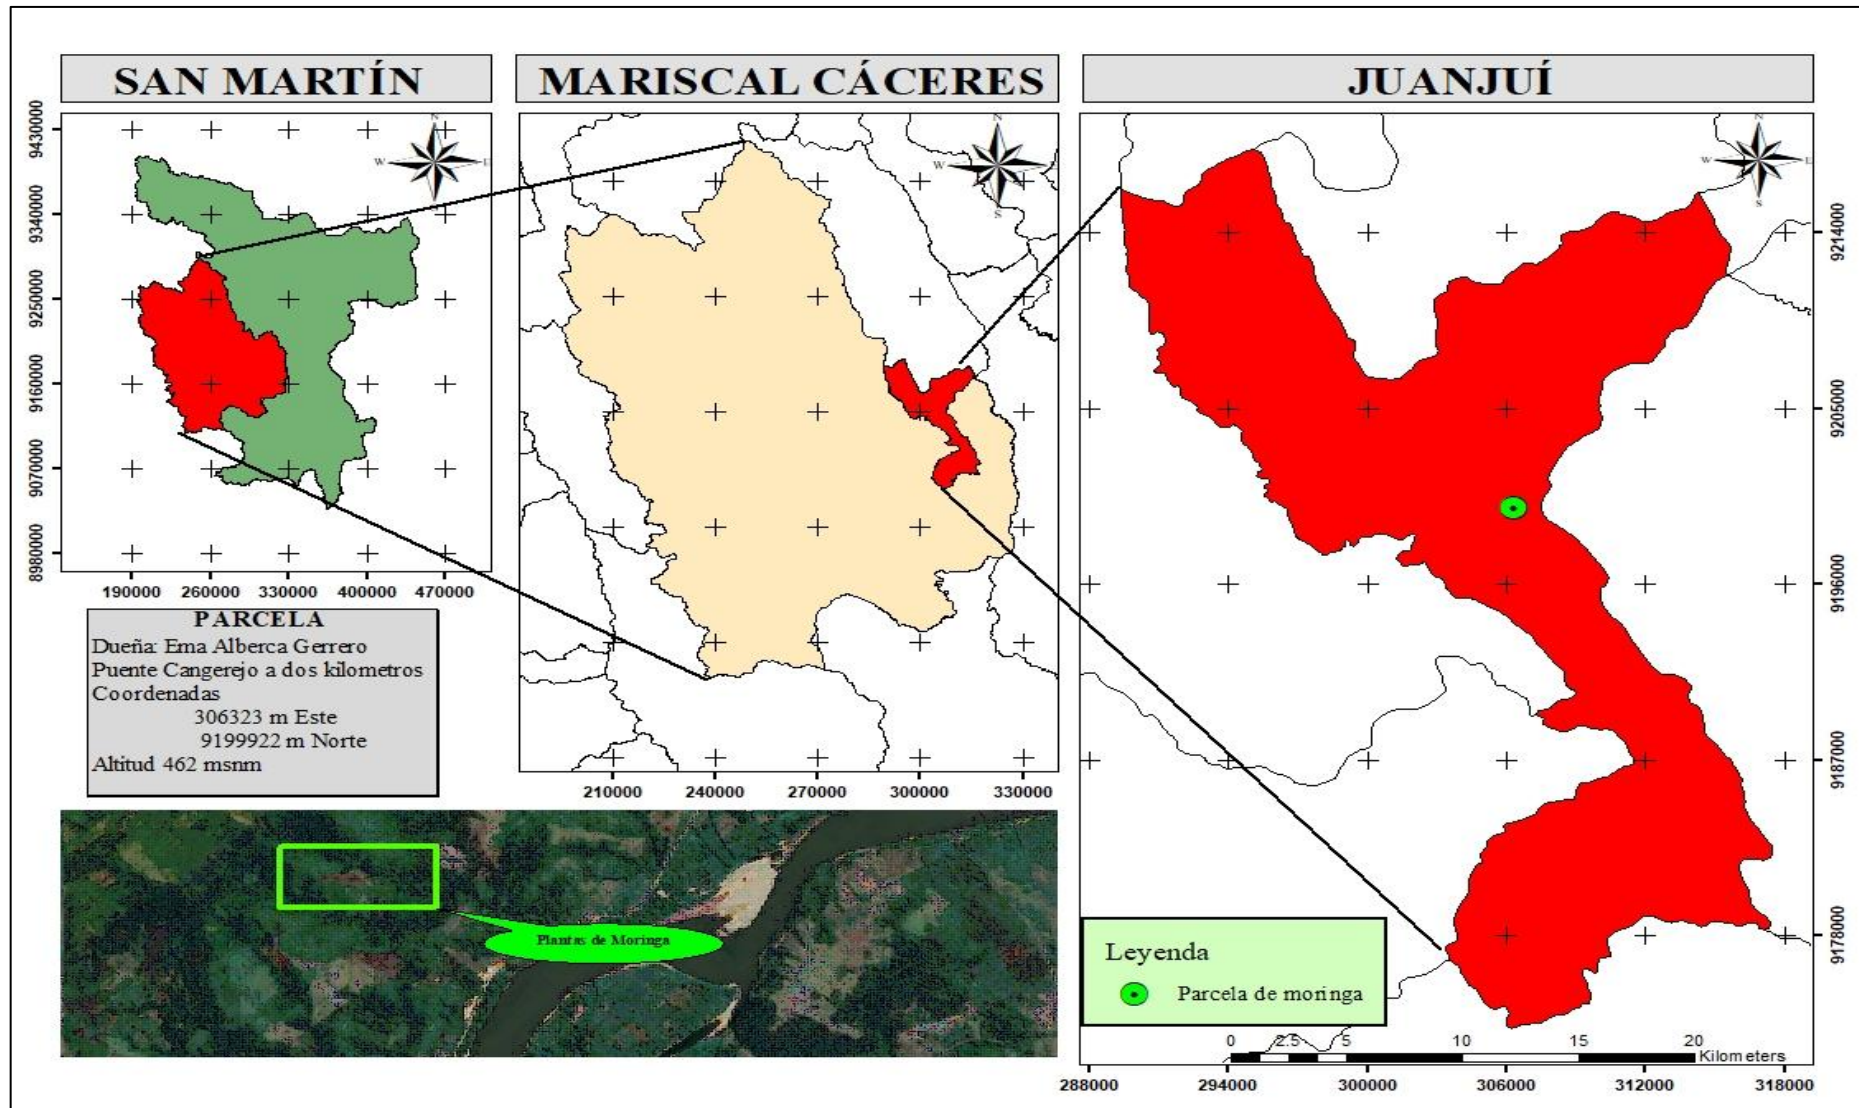 SAN MARTÍN
MARISCAL CÁCERES
JUANJUÍ
9430000
9340000
9250000
9160000
9070000
8980000
190000 260000 330000 400000 470000
N
W E
N
W
S
N
W E
S
PARCELA
Dueña: Ema Alberca Gerrero
Puente Cangerejo a dos kilometros
Coordenadas
306323 m Este
9199922 m Norte
Altitud 462 msnm
210000 240000 270000 300000 330000
Plantas de Moringa
9214000
9205000
9196000
9187000
9178000
Leyenda
Parcela de moringa
0 2.5 5 10 15 20
Kilometers
288000 294000 300000 306000 312000 318000